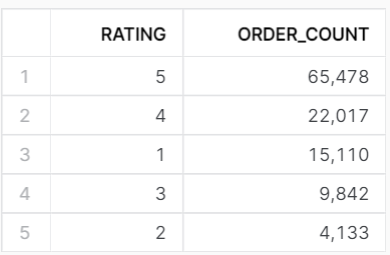 RATING ORDER_COUNT
1 5 65,478
2 4 22,017
3 1 15,110
4 3 9,842
5 2 4,133